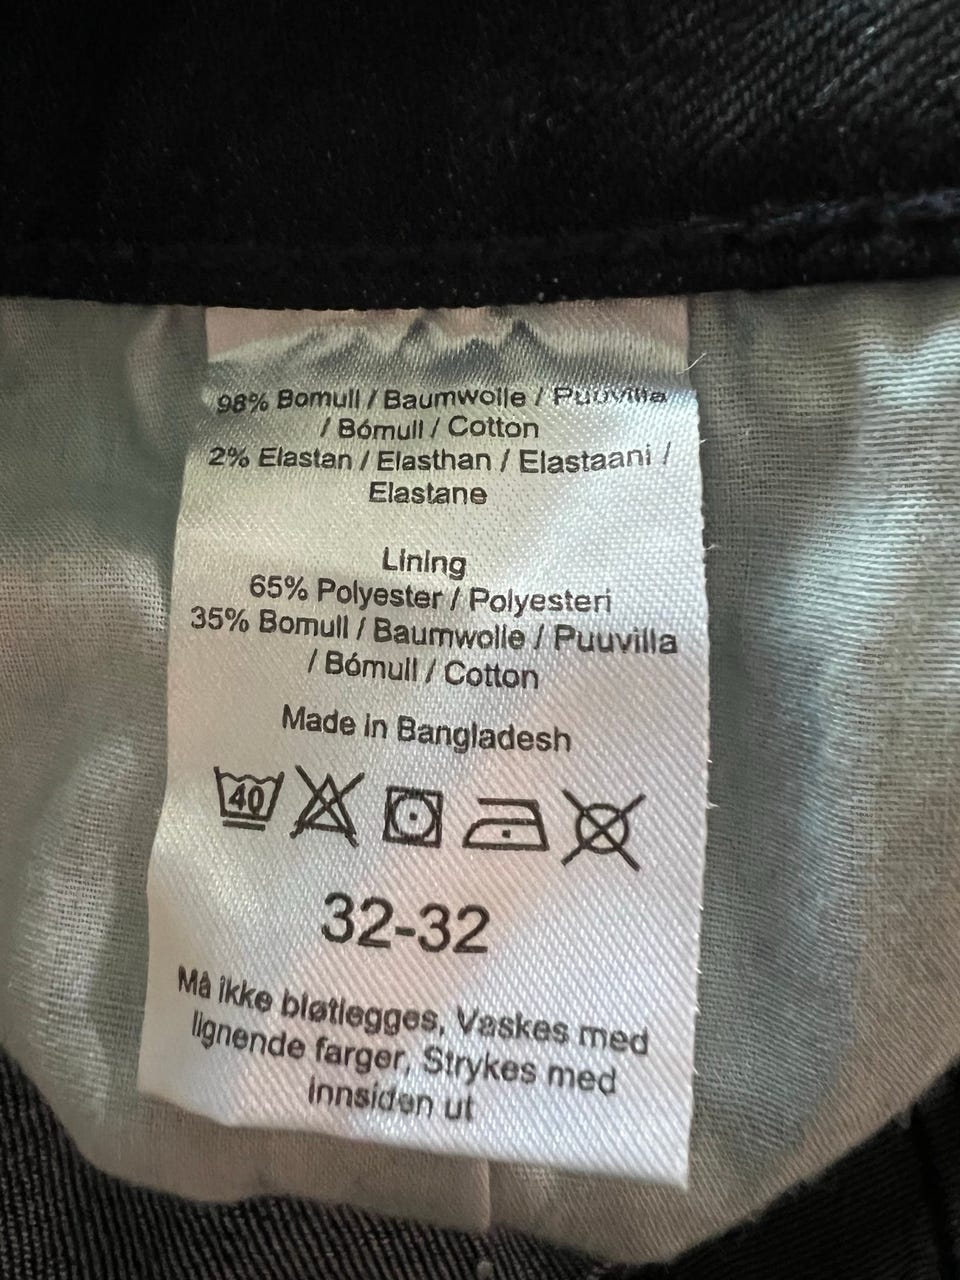 98% Bomull / Baumwolle / Puuvilla
/ Bómull / Cotton
2% Elastan / Elasthan / Elastaani /
Elastane
Lining
65% Polyester / Polyesteri
35% Bomull / Baumwolle / Puuvilla
/ Bómull / Cotton
Made in Bangladesh
40
32-32
Må ikke bløtlegges, Vaskes med
lignende farger, Strykes med
innsiden ut